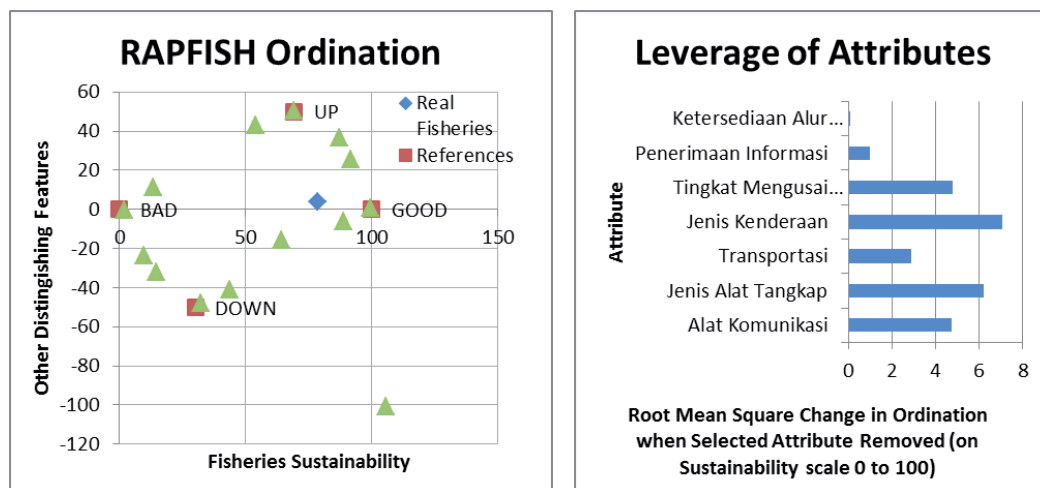 RAPFISH Ordination
Other Distingishing Features
60
40
20
0
-20
-40
-60
-80
-100
-120
UP
Real
Fisheries
References
BAD
GOOD
0
50
100
150
DOWN
Fisheries Sustainability
Leverage of Attributes
Attribute
Ketersediaan Alur...
Penerimaan Informasi
Tingkat Mengusai...
Jenis Kenderaan
Transportasi
Jenis Alat Tangkap
Alat Komunikasi
0 2 4 6 8
Root Mean Square Change in Ordination
when Selected Attribute Removed (on
Sustainability scale 0 to 100)